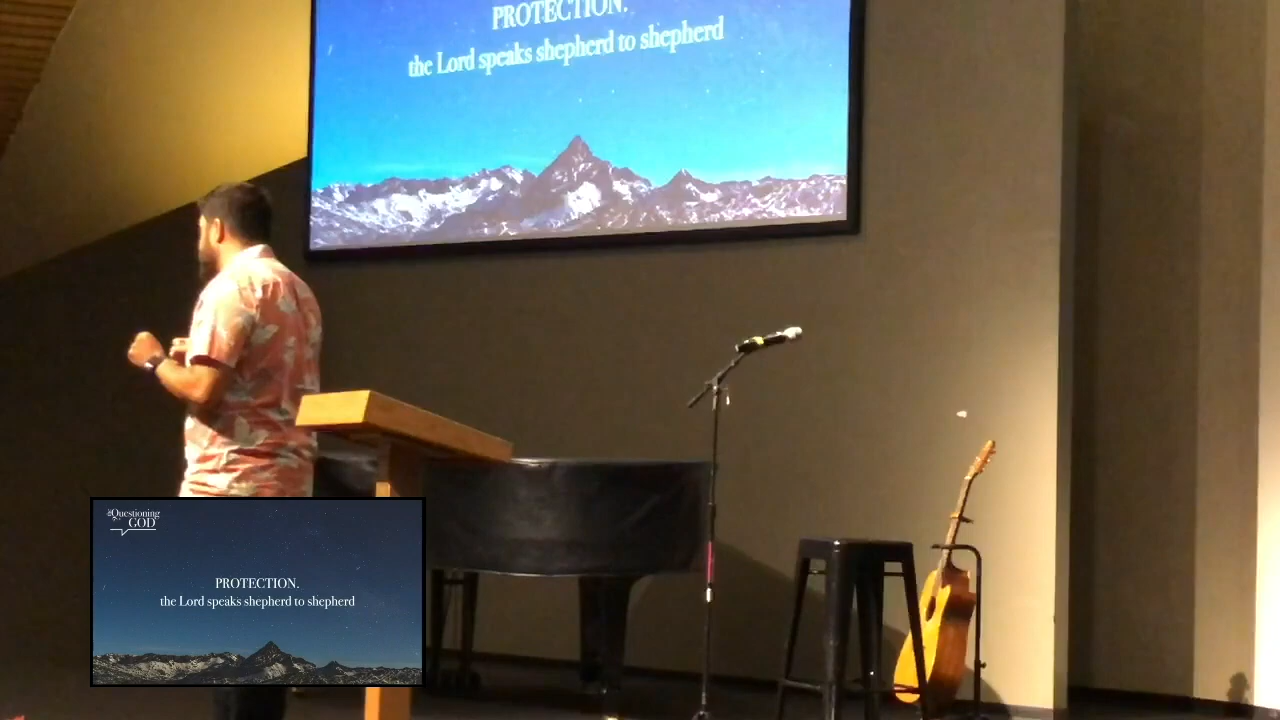 PROTECTION.
the Lord speaks shepherd to shepherd
Questioning
GOD
PROTECTION.
the Lord speaks shepherd to shepherd